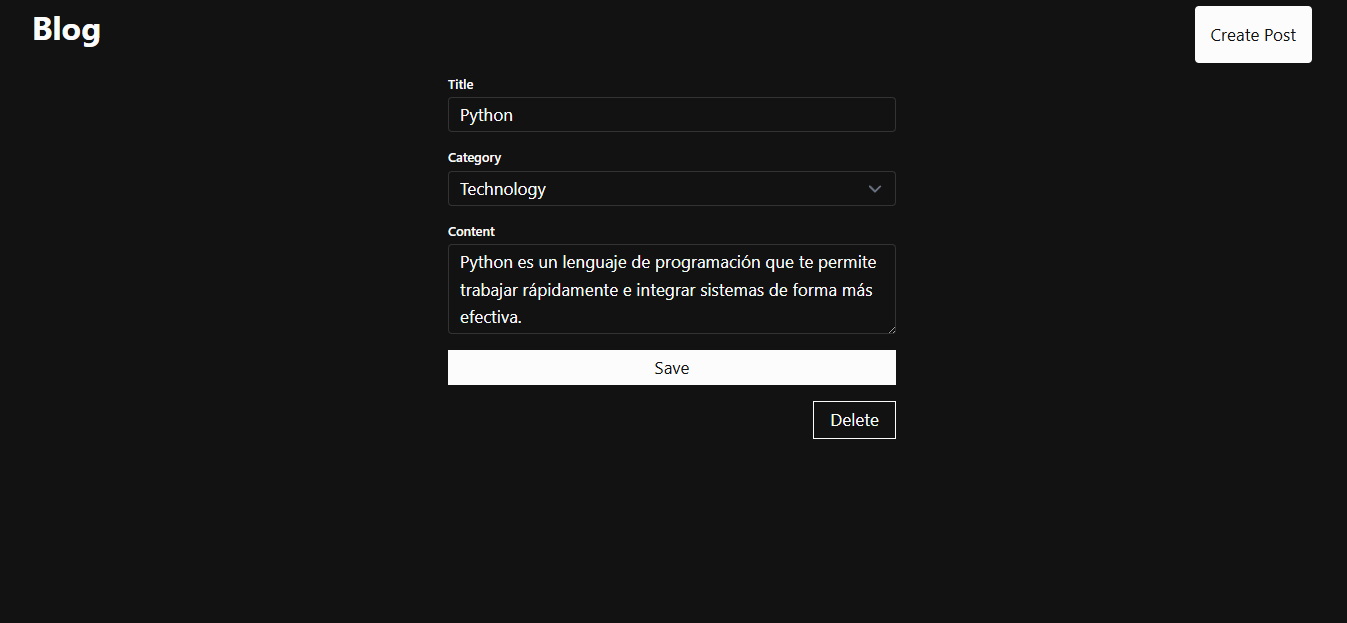 Blog
Create Post
Title
Python
Category
Technology
Content
Python es un lenguaje de programación que te permite
trabajar rápidamente e integrar sistemas de forma más
efectiva.
Save
Delete